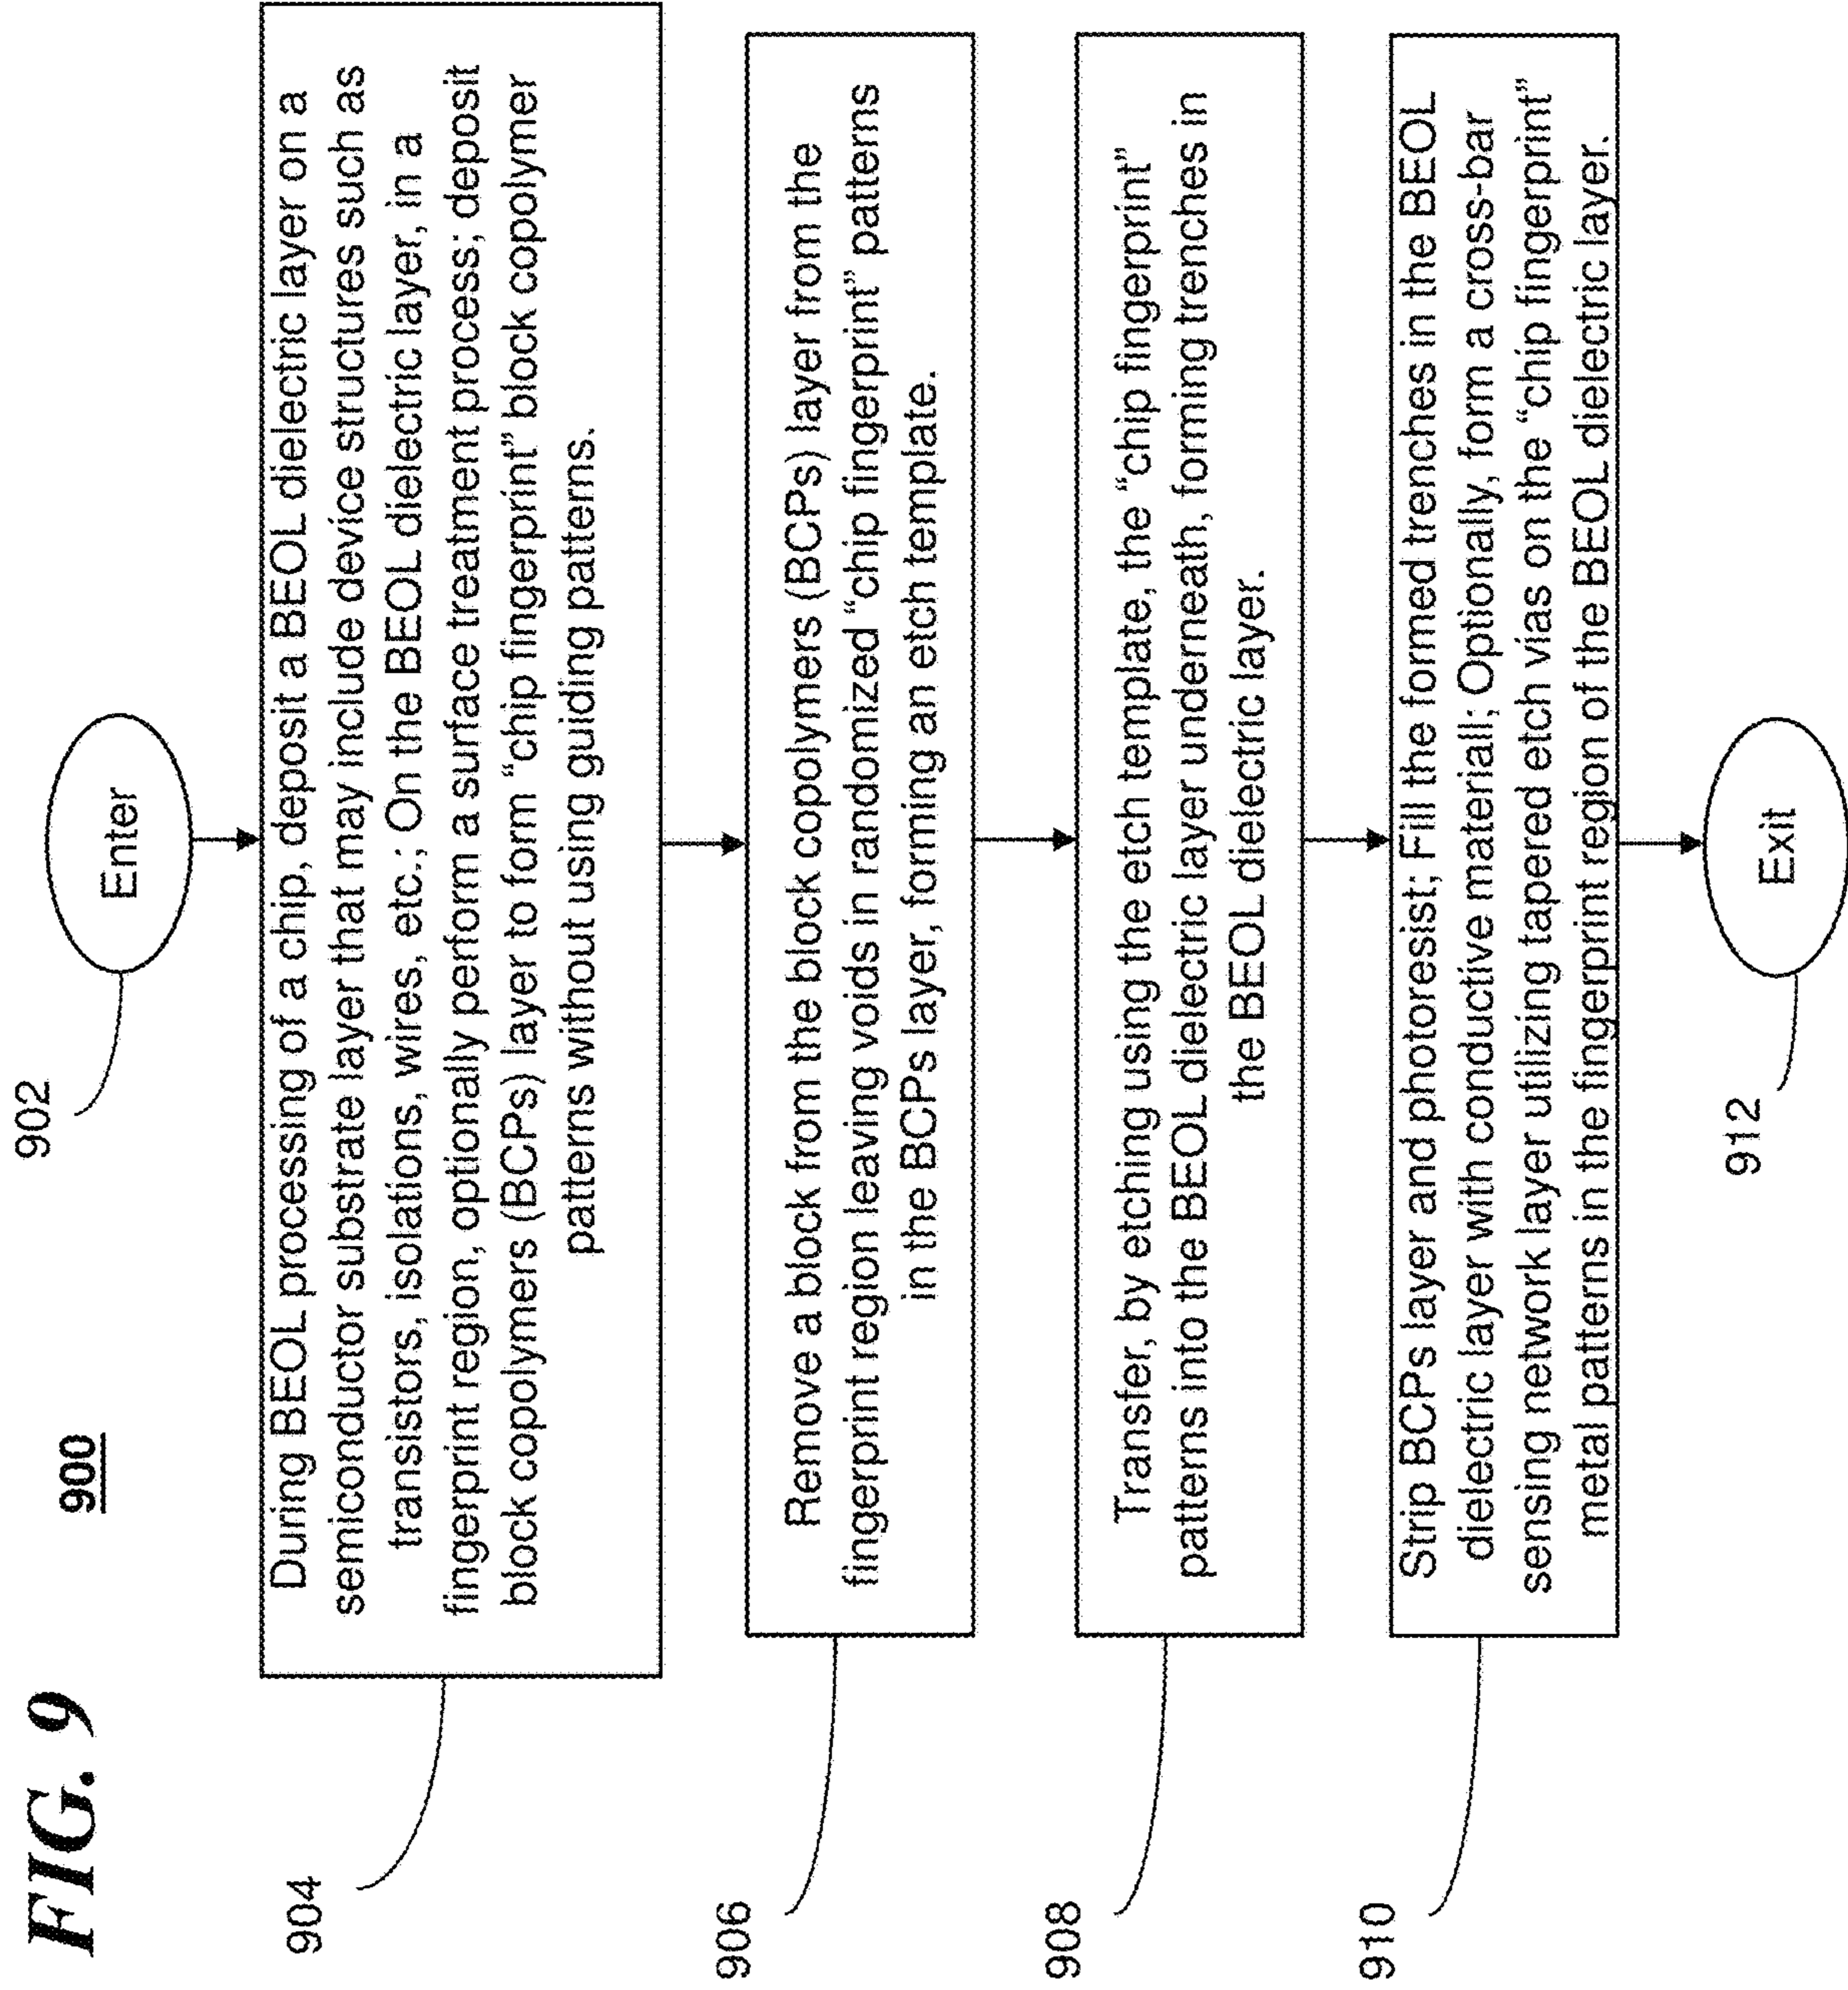 FIG. 9
900
902
Enter
904
During BEOL processing of a chip, deposit a BEOL dielectric layer on a
semiconductor substrate layer that may include device structures such as
transistors, isolations, wires, etc.; On the BEOL dielectric layer, in a
fingerprint region, optionally perform a surface treatment process; deposit
block copolymers (BCPs) layer to form “chip fingerprint” block copolymer
patterns without using guiding patterns.
906
Remove a block from the block copolymers (BCPs) layer from the
fingerprint region leaving voids in randomized “chip fingerprint” patterns
in the BCPs layer, forming an etch template.
908
Transfer, by etching using the etch template, the “chip fingerprint”
patterns into the BEOL dielectric layer underneath, forming trenches in
the BEOL dielectric layer.
910
Strip BCPs layer and photoresist; Fill the formed trenches in the BEOL
dielectric layer with conductive material; Optionally, form a cross-bar
sensing network layer utilizing tapered etch vias on the “chip fingerprint”
metal patterns in the fingerprint region of the BEOL dielectric layer.
912
Exit